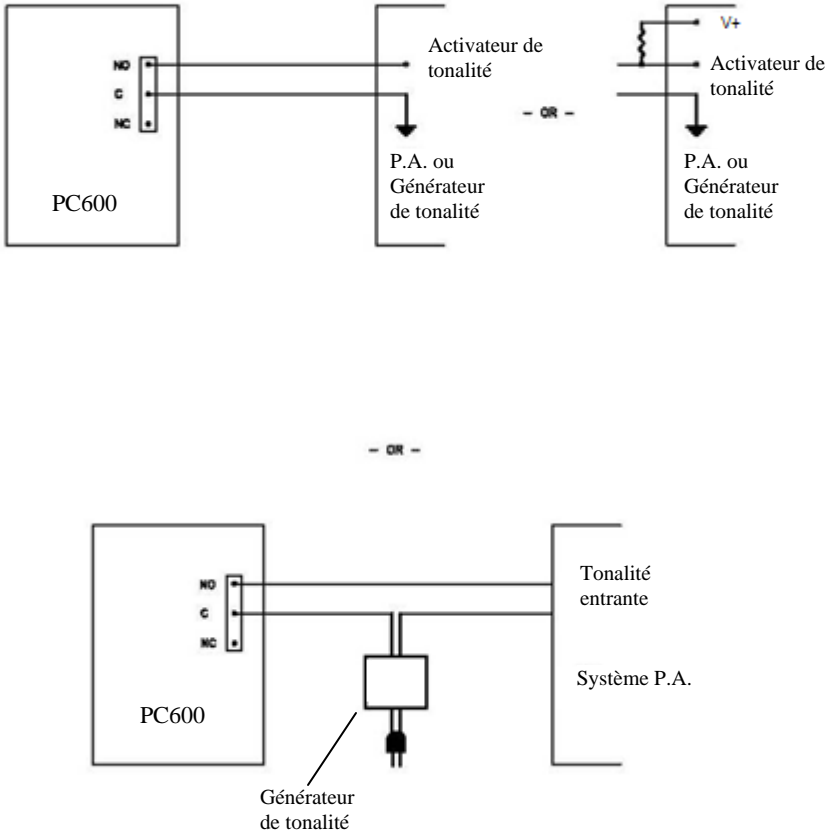 V+
NO
Activateur de
tonalité
Activateur de
tonalité
C
– OR –
NC
P.A. ou
Générateur
de tonalité
P.A. ou
Générateur
de tonalité
PC600
– OR –
NO
Tonalité
entrante
C
NC
Système P.A.
PC600
Générateur
de tonalité